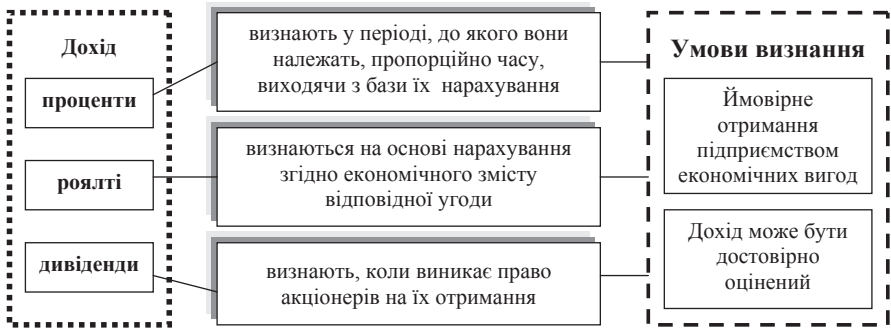 Дохід
проценти
роялті
дивіденди
визнають у періоді, до якого вони
належать, пропорційно часу,
виходячи з бази їх нарахування
визнаються на основі нарахування
згідно економічного змісту
відповідної угоди
визнають, коли виникає право
акціонерів на їх отримання
Умови визнання
Ймовірне
отримання
підприємством
економічних вигод
Дохід може бути
достовірно
оцінений